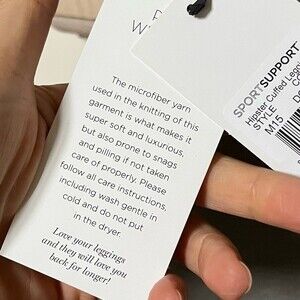 The microfiber yarn
used in the knitting of this
garment is what makes it
super soft and luxurious,
but also prone to snags
and pilling if not taken
care of properly. Please
follow all care instructions,
including wash gentle in
cold and do not put
in the dryer.
Love your leggings
and they will love you
back for longer!
SPORTSUPPORT
Hipster Cuffed Legg
STYLE
M15